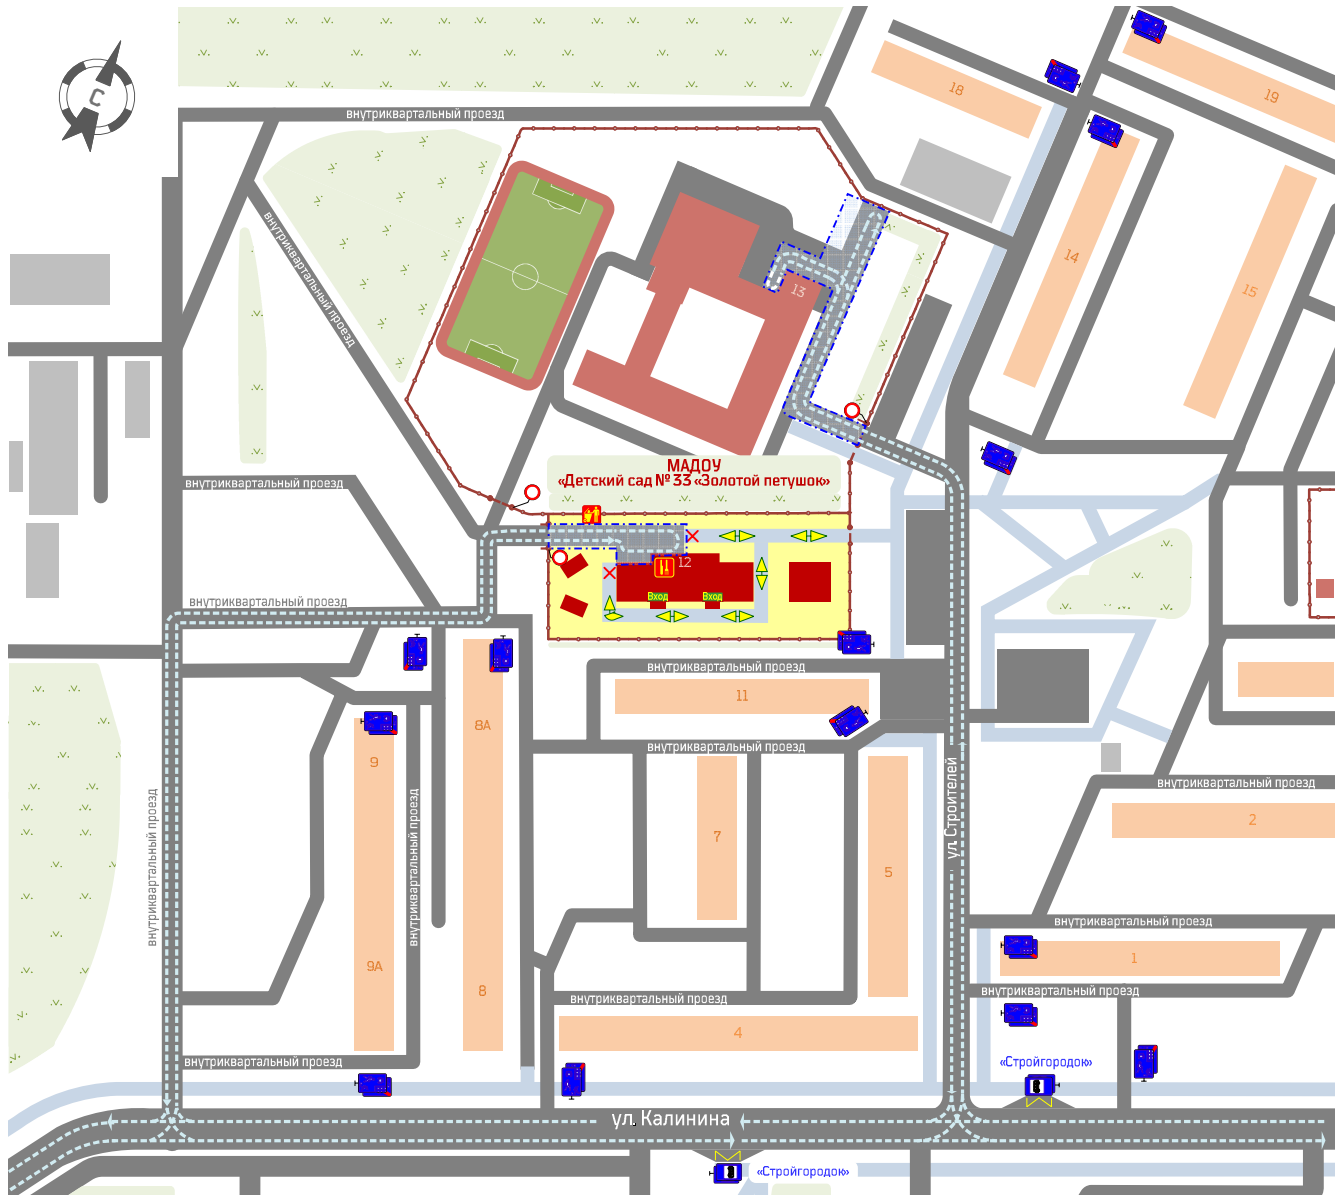 С
внутриквартальный проезд
18
19
внутриквартальный проезд
14
15
13
МАДОУ
«Детский сад № 33 «Золотой петушок»
внутриквартальный проезд
12
Вход
Вход
внутриквартальный проезд
внутриквартальный проезд
11
8А
9
внутриквартальный проезд
ул. Строителей
внутриквартальный проезд
2
7
5
внутриквартальный проезд
внутриквартальный проезд
внутриквартальный проезд
1
9А
8
внутриквартальный проезд
внутриквартальный проезд
4
внутриквартальный проезд
«Стройгородок»
ул. Калинина
«Стройгородок»